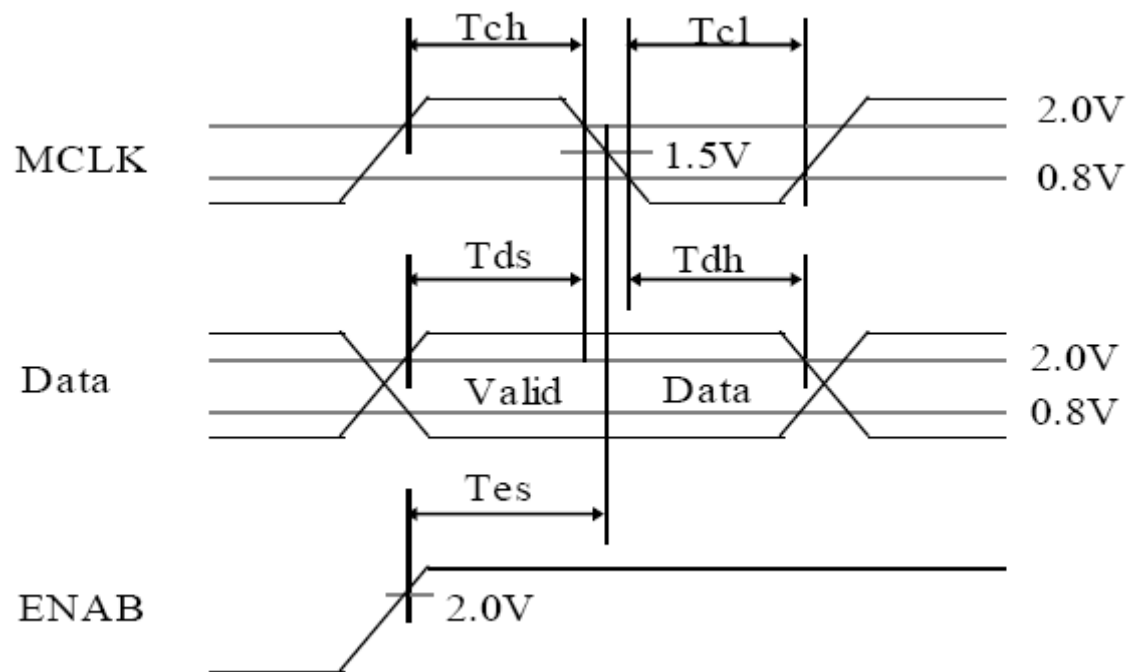 Tch
Tcl
2.0V
MCLK
1.5V
0.8V
Tds
Tdh
2.0V
Data
Valid
Data
0.8V
Tes
ENAB
2.0V